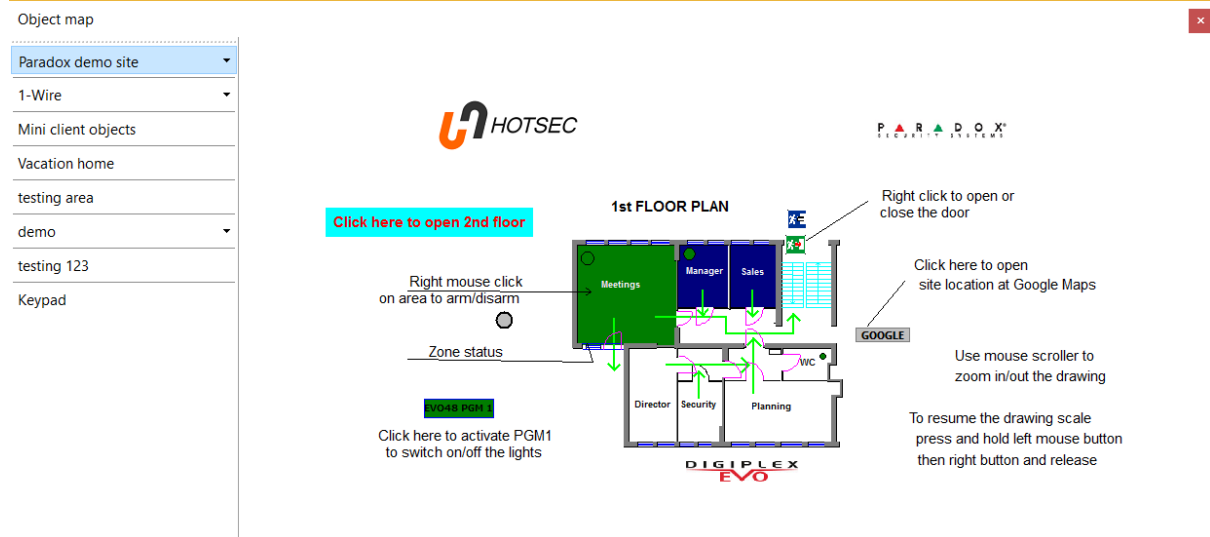 Object map
Paradox demo site
1-Wire
Mini client objects
Vacation home
testing area
demo
testing 123
Keypad
HOTSEC
PARADOX
SECURITY SYSTEMS
1st FLOOR PLAN
Click here to open 2nd floor
Right click to open or
close the door
Right mouse click
on area to arm/disarm
Meetings
Manager
Sales
Click here to open
site location at Google Maps
GOOGLE
Zone status
WC
Use mouse scroller to
zoom in/out the drawing
Director
Security
Planning
EVO48 PGM 1
Click here to activate PGM1
to switch on/off the lights
To resume the drawing scale
press and hold left mouse button
then right button and release
DIGIPLEX
EVO